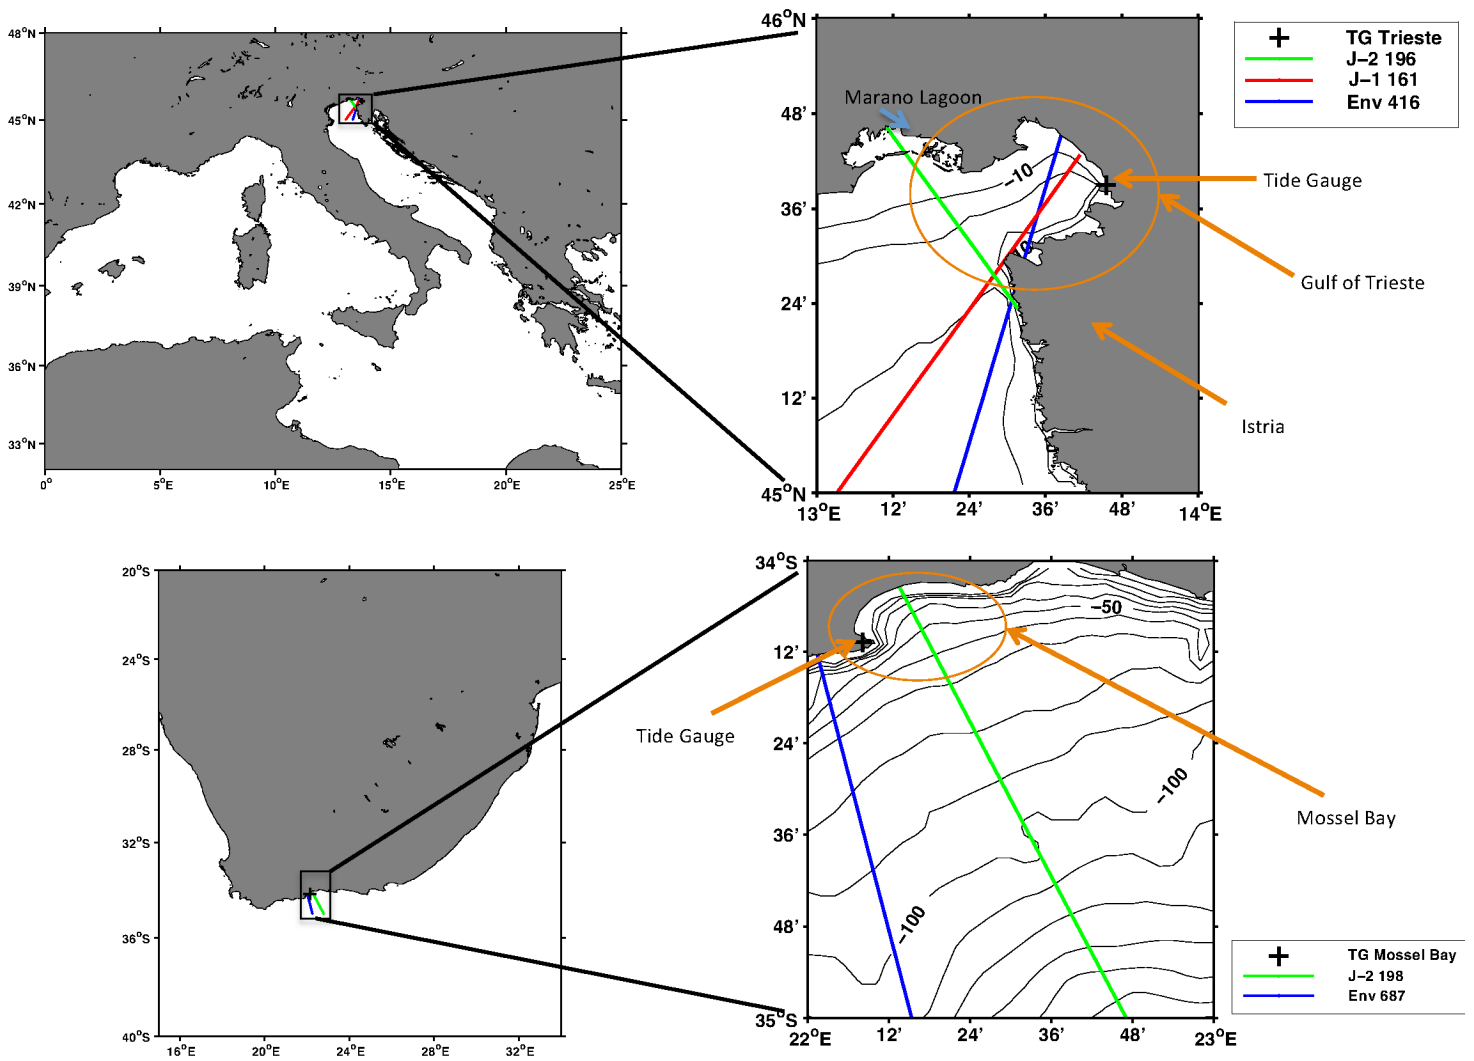 48°N
45°N
42°N
39°N
36°N
33°N
0°
5°E
10°E
15°E
20°E
25°E
46°N
48'
36'
24'
12'
45°N
13°E
12'
24'
36'
48'
14°E
Marano Lagoon
−10
10
TG Trieste
J−2 196
J−1 161
Env 416
Tide Gauge
Gulf of Trieste
Istria
20°S
24°S
28°S
32°S
36°S
40°S
16°E
20°E
24°E
28°E
32°E
34°S
12'
24'
36'
48'
35°S
22°E
12'
24'
36'
48'
23°E
−50
−100
−100
Tide Gauge
Mossel Bay
TG Mossel Bay
J−2 198
Env 687